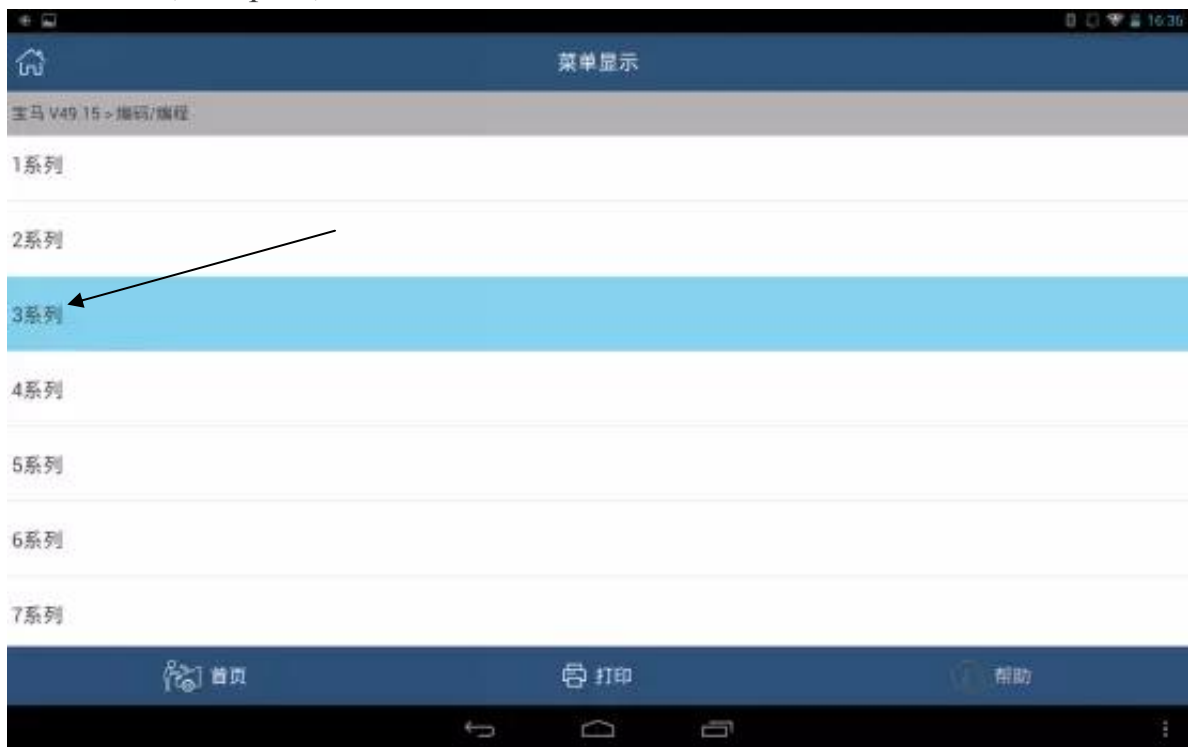 16:36
菜单显示
宝马 V49.15 > 编码/编程
1系列
2系列
3系列
4系列
5系列
6系列
7系列
首页 打印 帮助